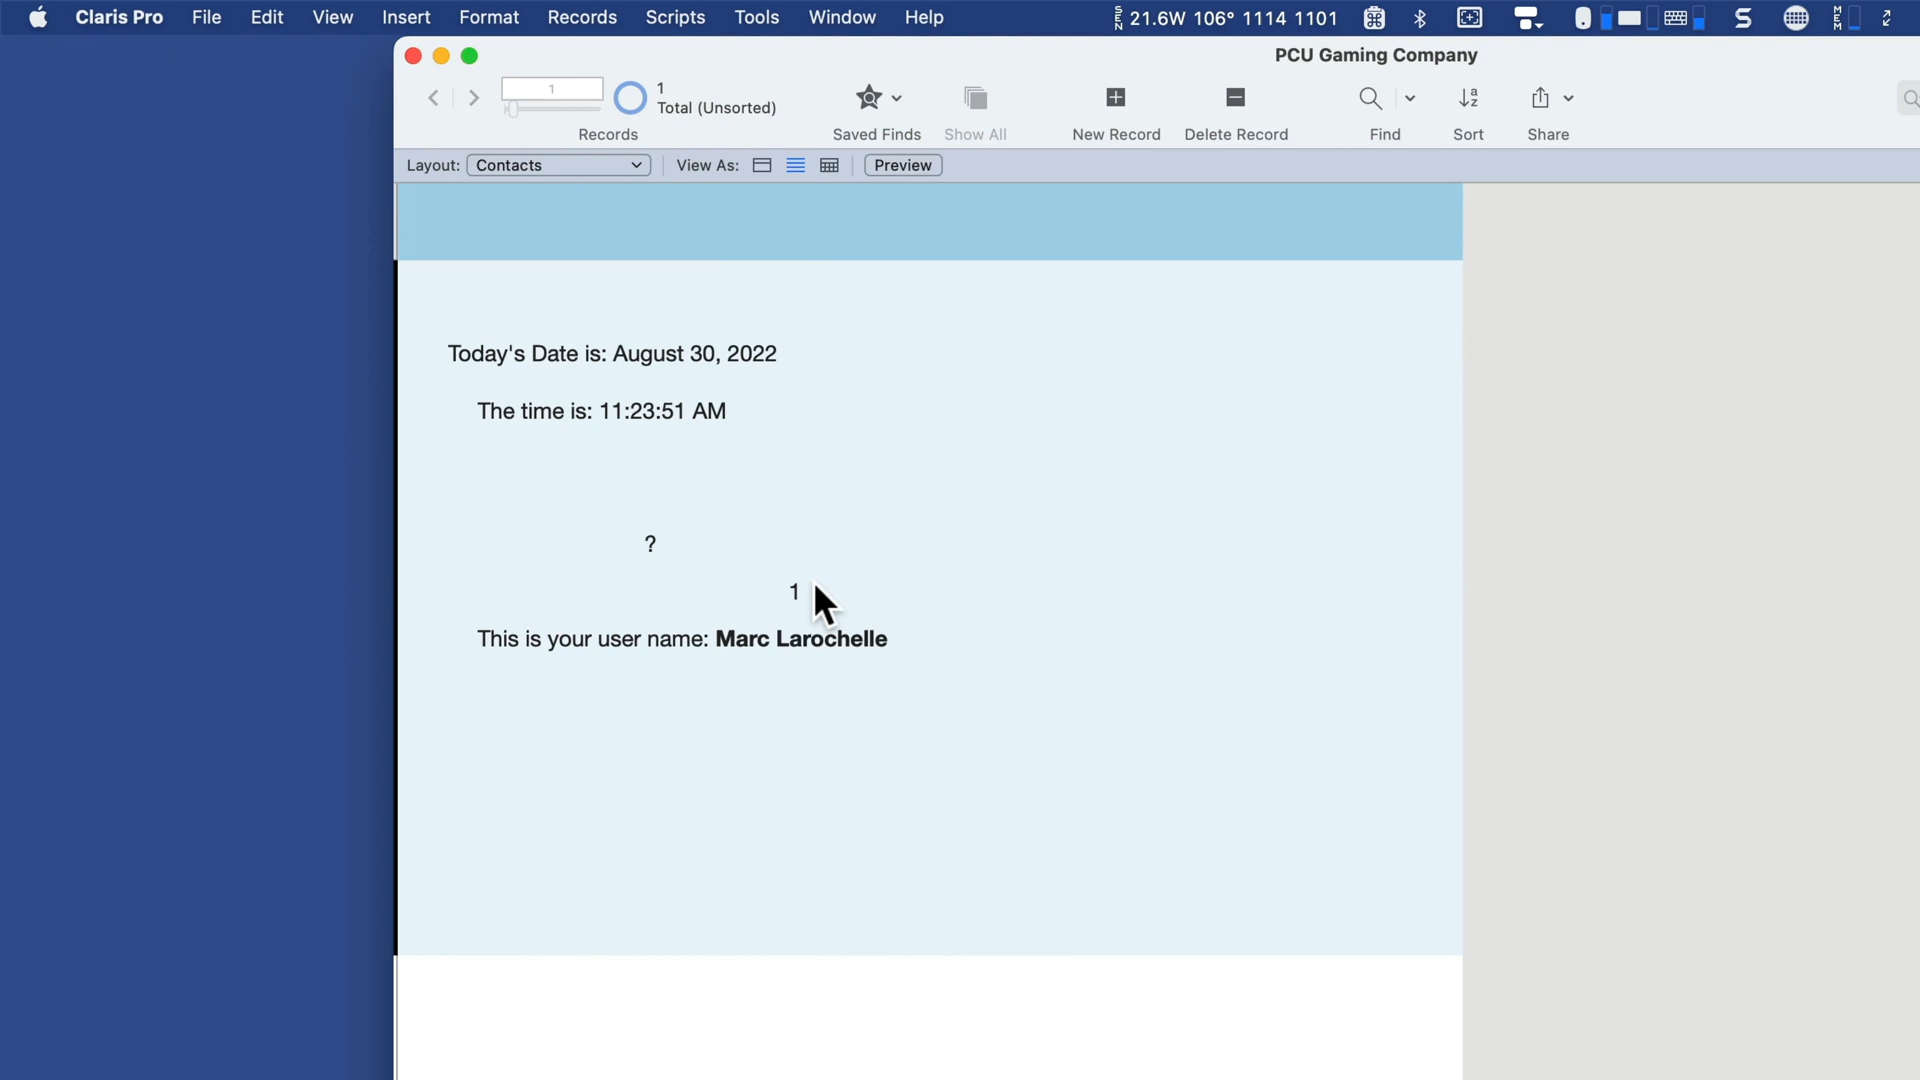 Claris Pro File Edit View Insert Format Records Scripts Tools Window Help SEN 21.6W 106° 1114 1101 S MEM
PCU Gaming Company
1
1
Total (Unsorted)
Records Saved Finds Show All New Record Delete Record Find Sort Share
Layout: Contacts View As: Preview
Today's Date is: August 30, 2022
The time is: 11:23:51 AM
?
1
This is your user name: Marc Larochelle